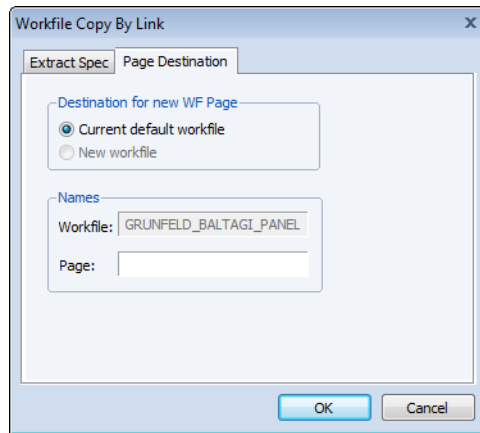 Workfile Copy By Link
x
Extract Spec Page Destination
Destination for new WF Page
Current default workfile
New workfile
Names
Workfile: GRUNFELD_BALTAGI_PANEL
Page:
OK Cancel